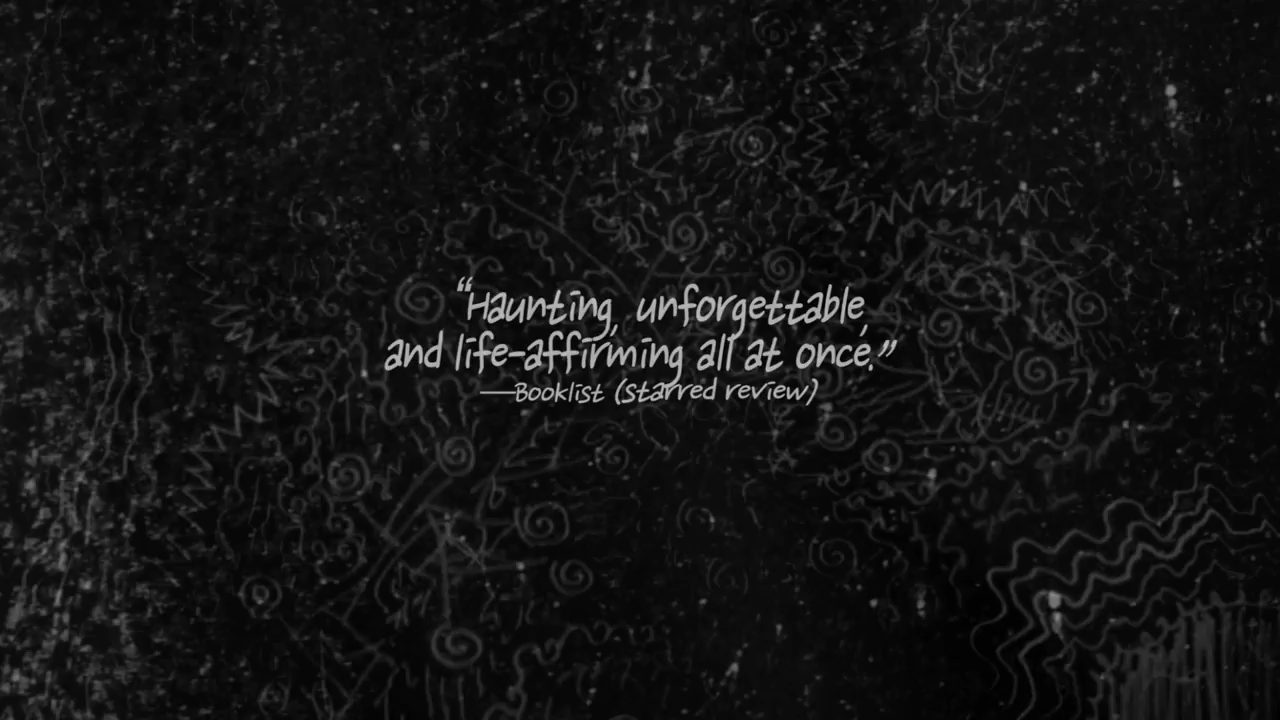 “Haunting, unforgettable,
and life-affirming all at once.”
—Booklist (starred review)